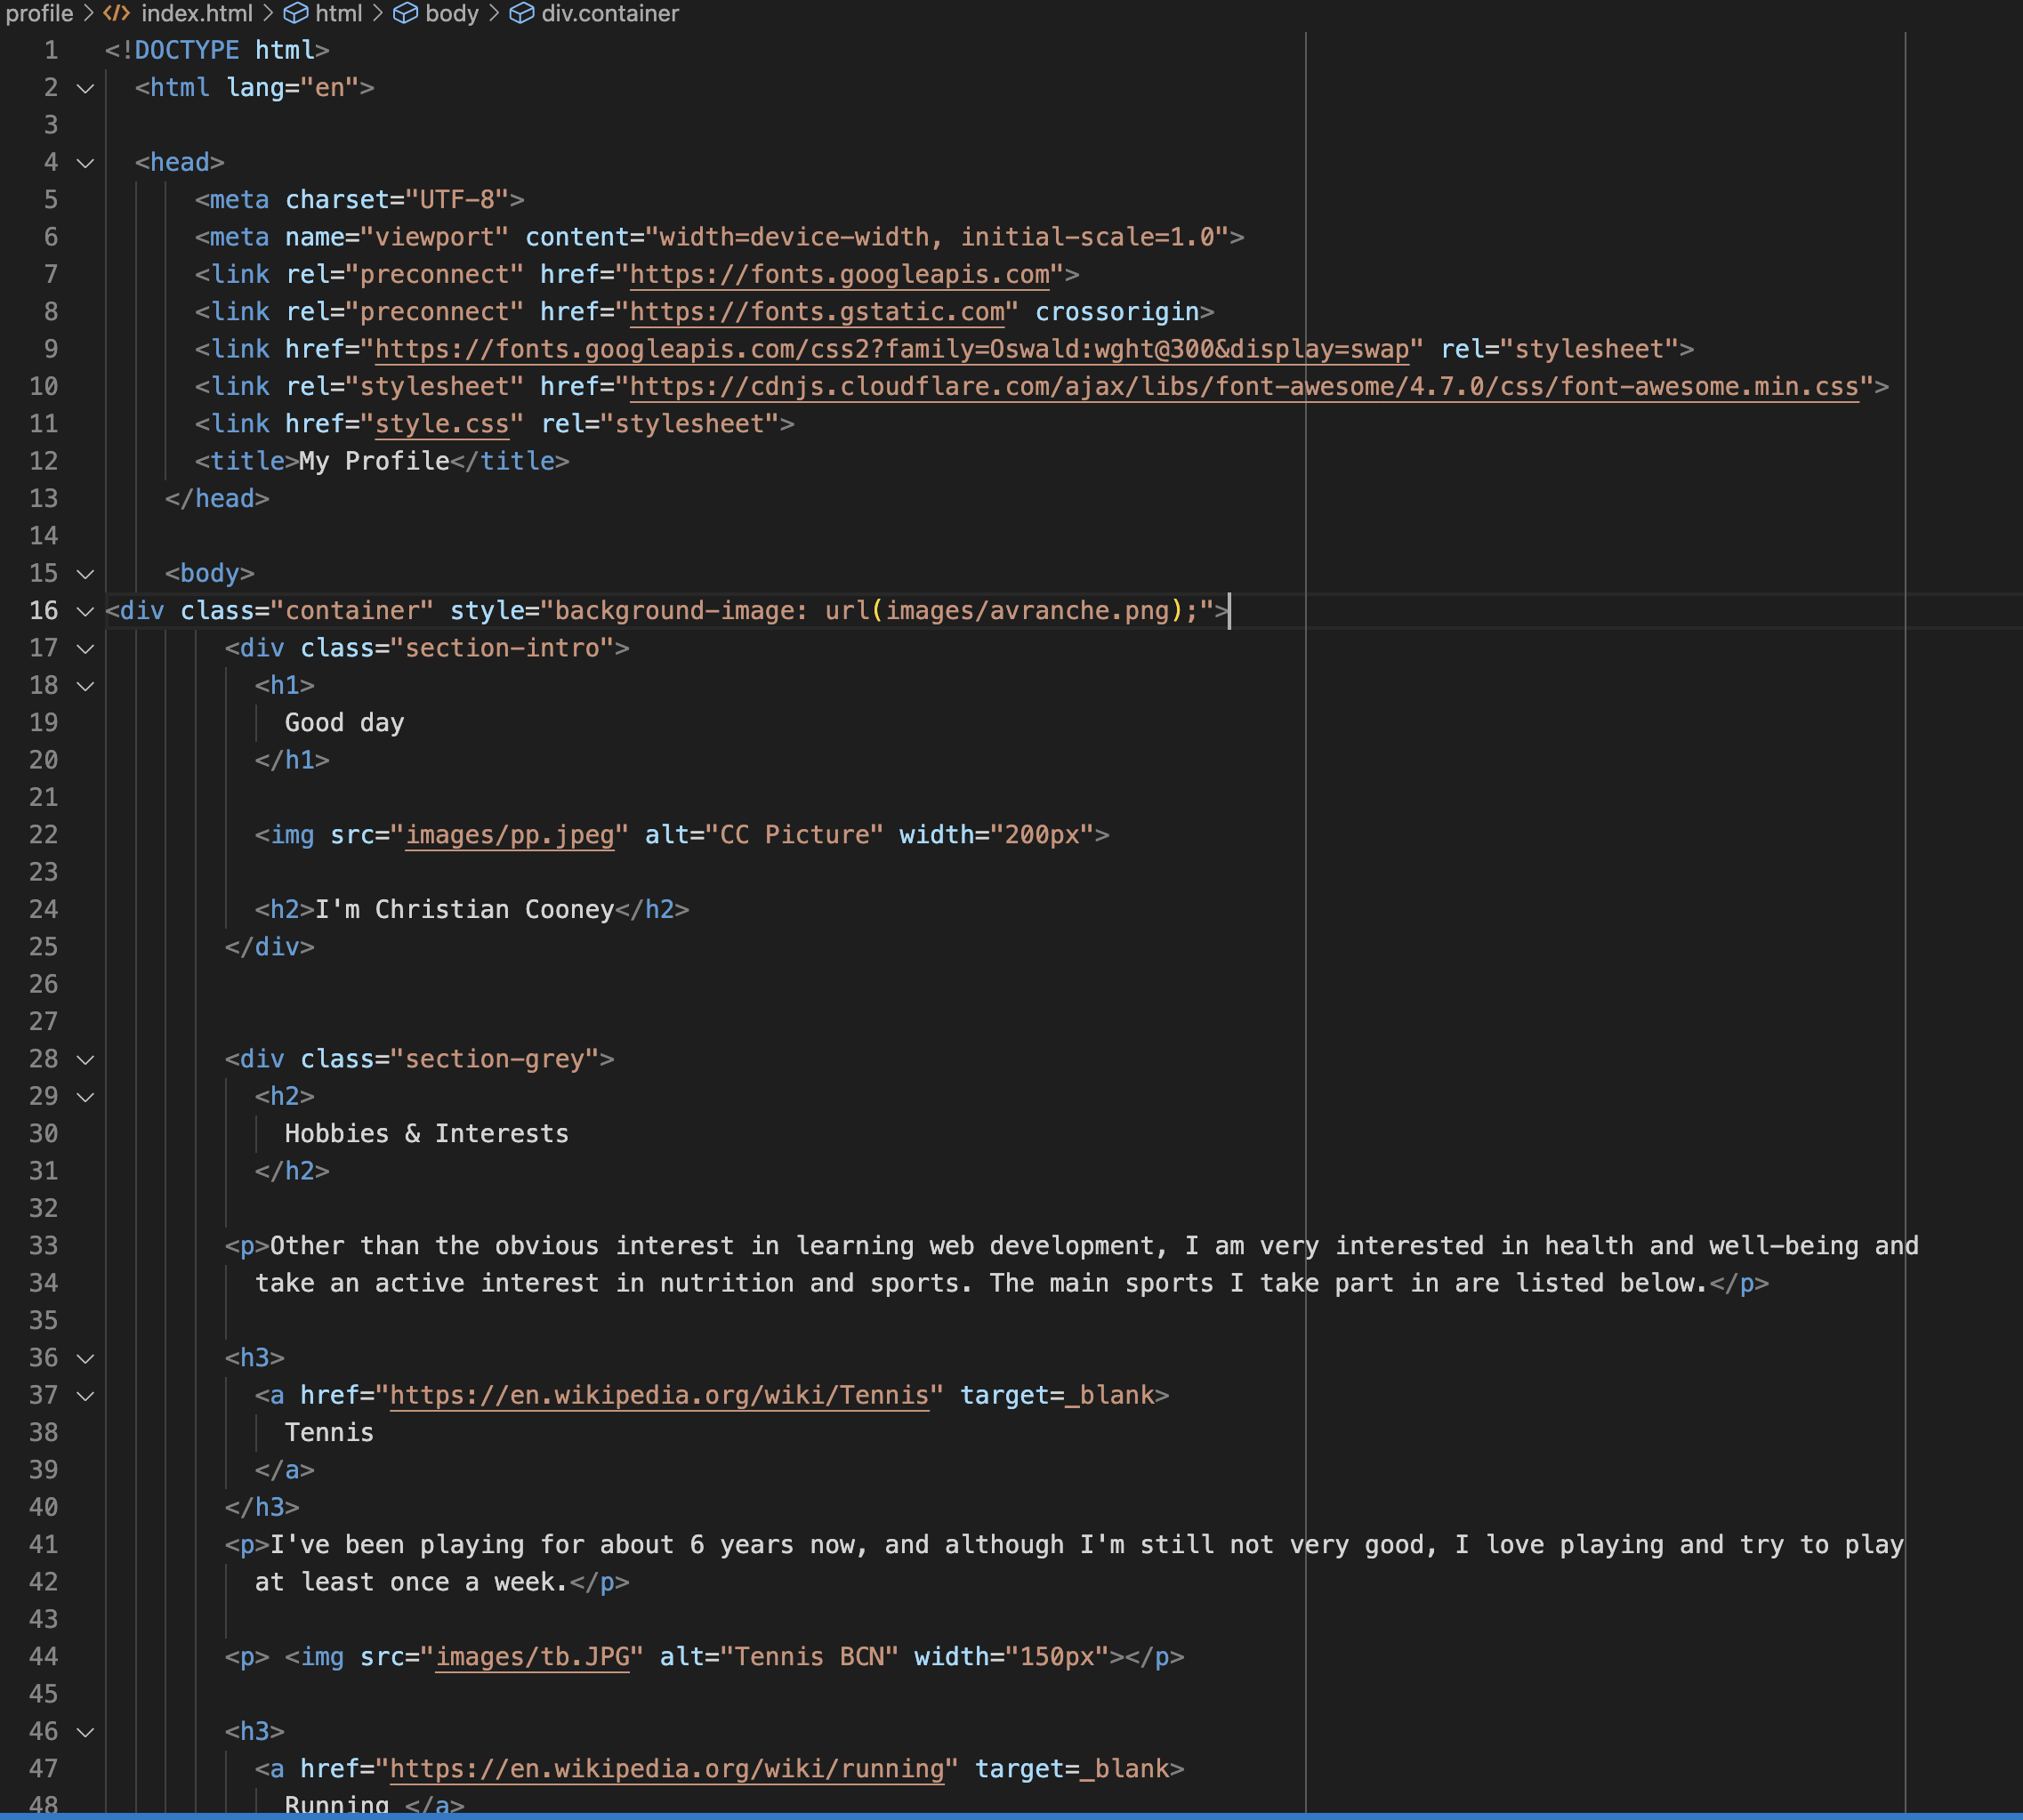 profile > index.html > html > body > div.container
1 <!DOCTYPE html>
2 <html lang="en">
3
4 <head>
5 <meta charset="UTF-8">
6 <meta name="viewport" content="width=device-width, initial-scale=1.0">
7 <link rel="preconnect" href="https://fonts.googleapis.com">
8 <link rel="preconnect" href="https://fonts.gstatic.com" crossorigin>
9 <link href="https://fonts.googleapis.com/css2?family=Oswald:wght@300&display=swap" rel="stylesheet">
10 <link rel="stylesheet" href="https://cdnjs.cloudflare.com/ajax/libs/font-awesome/4.7.0/css/font-awesome.min.css">
11 <link href="style.css" rel="stylesheet">
12 <title>My Profile</title>
13 </head>
14
15 <body>
16 <div class="container" style="background-image: url(images/avranche.png);">
17 <div class="section-intro">
18 <h1>
19 Good day
20 </h1>
21
22 <img src="images/pp.jpeg" alt="CC Picture" width="200px">
23
24 <h2>I'm Christian Cooney</h2>
25 </div>
26
27
28 <div class="section-grey">
29 <h2>
30 Hobbies & Interests
31 </h2>
32
33 <p>Other than the obvious interest in learning web development, I am very interested in health and well-being and
34 take an active interest in nutrition and sports. The main sports I take part in are listed below.</p>
35
36 <h3>
37 <a href="https://en.wikipedia.org/wiki/Tennis" target=_blank>
38 Tennis
39 </a>
40 </h3>
41 <p>I've been playing for about 6 years now, and although I'm still not very good, I love playing and try to play
42 at least once a week.</p>
43
44 <p> <img src="images/tb.JPG" alt="Tennis BCN" width="150px"></p>
45
46 <h3>
47 <a href="https://en.wikipedia.org/wiki/running" target=_blank>
48 Running </a>